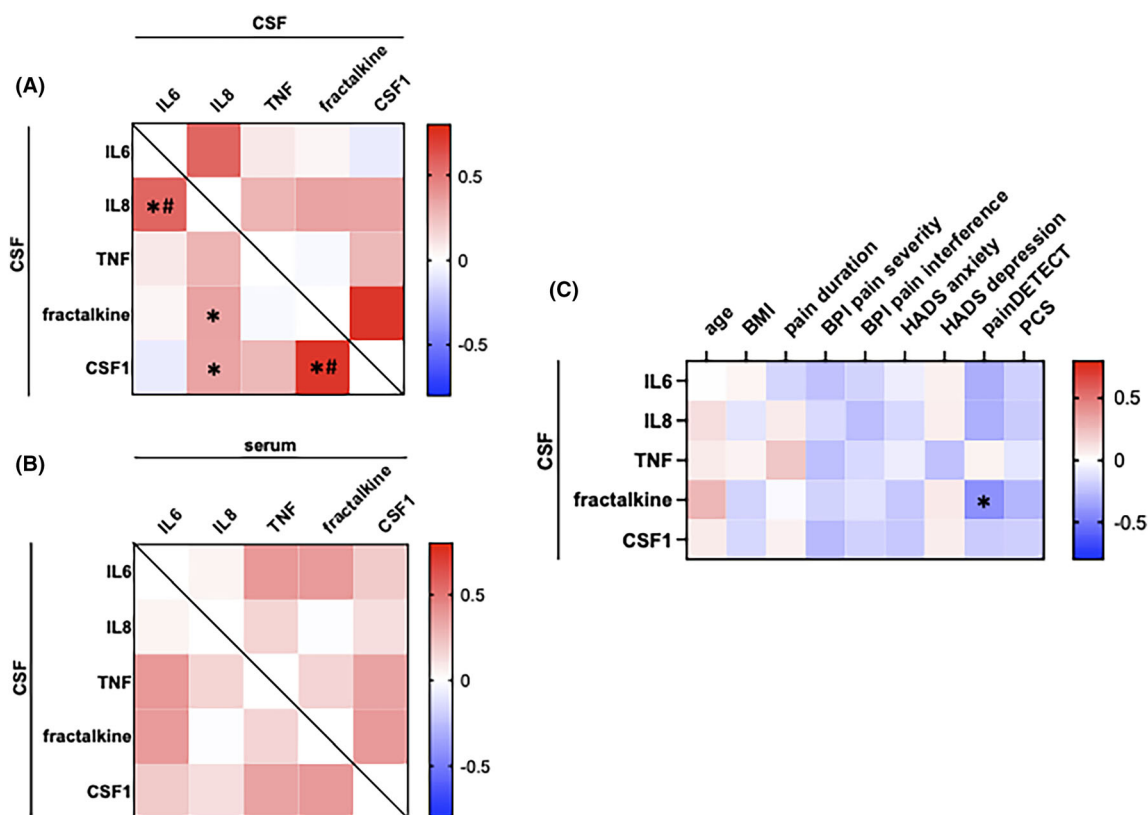 (A)
CSF
IL6 IL8 TNF fractalkine CSF1
CSF
IL6
IL8 *#
TNF
fractalkine *
CSF1 * *#
0.5
0
-0.5
(B)
serum
IL6 IL8 TNF fractalkine CSF1
CSF
IL6
IL8
TNF
fractalkine
CSF1
0.5
0
-0.5
(C)
age BMI pain duration BPI pain severity BPI pain interference HADS anxiety HADS depression painDETECT PCS
CSF
IL6
IL8
TNF
fractalkine *
CSF1
0.5
0
-0.5